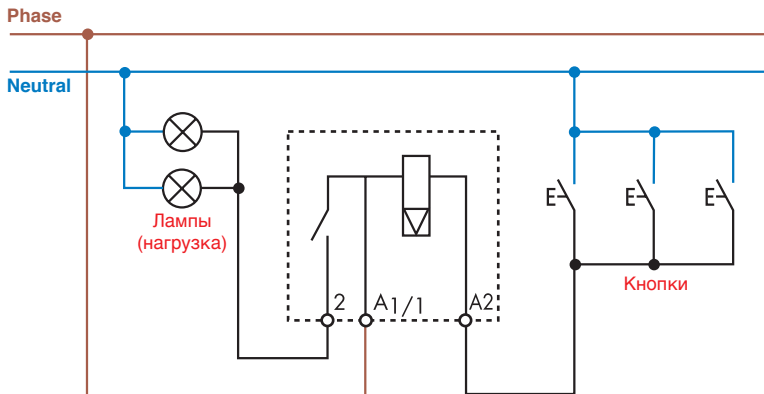 Phase
Neutral
Лампы
(нагрузка)
2
A1/1
A2
E
E
E
Кнопки